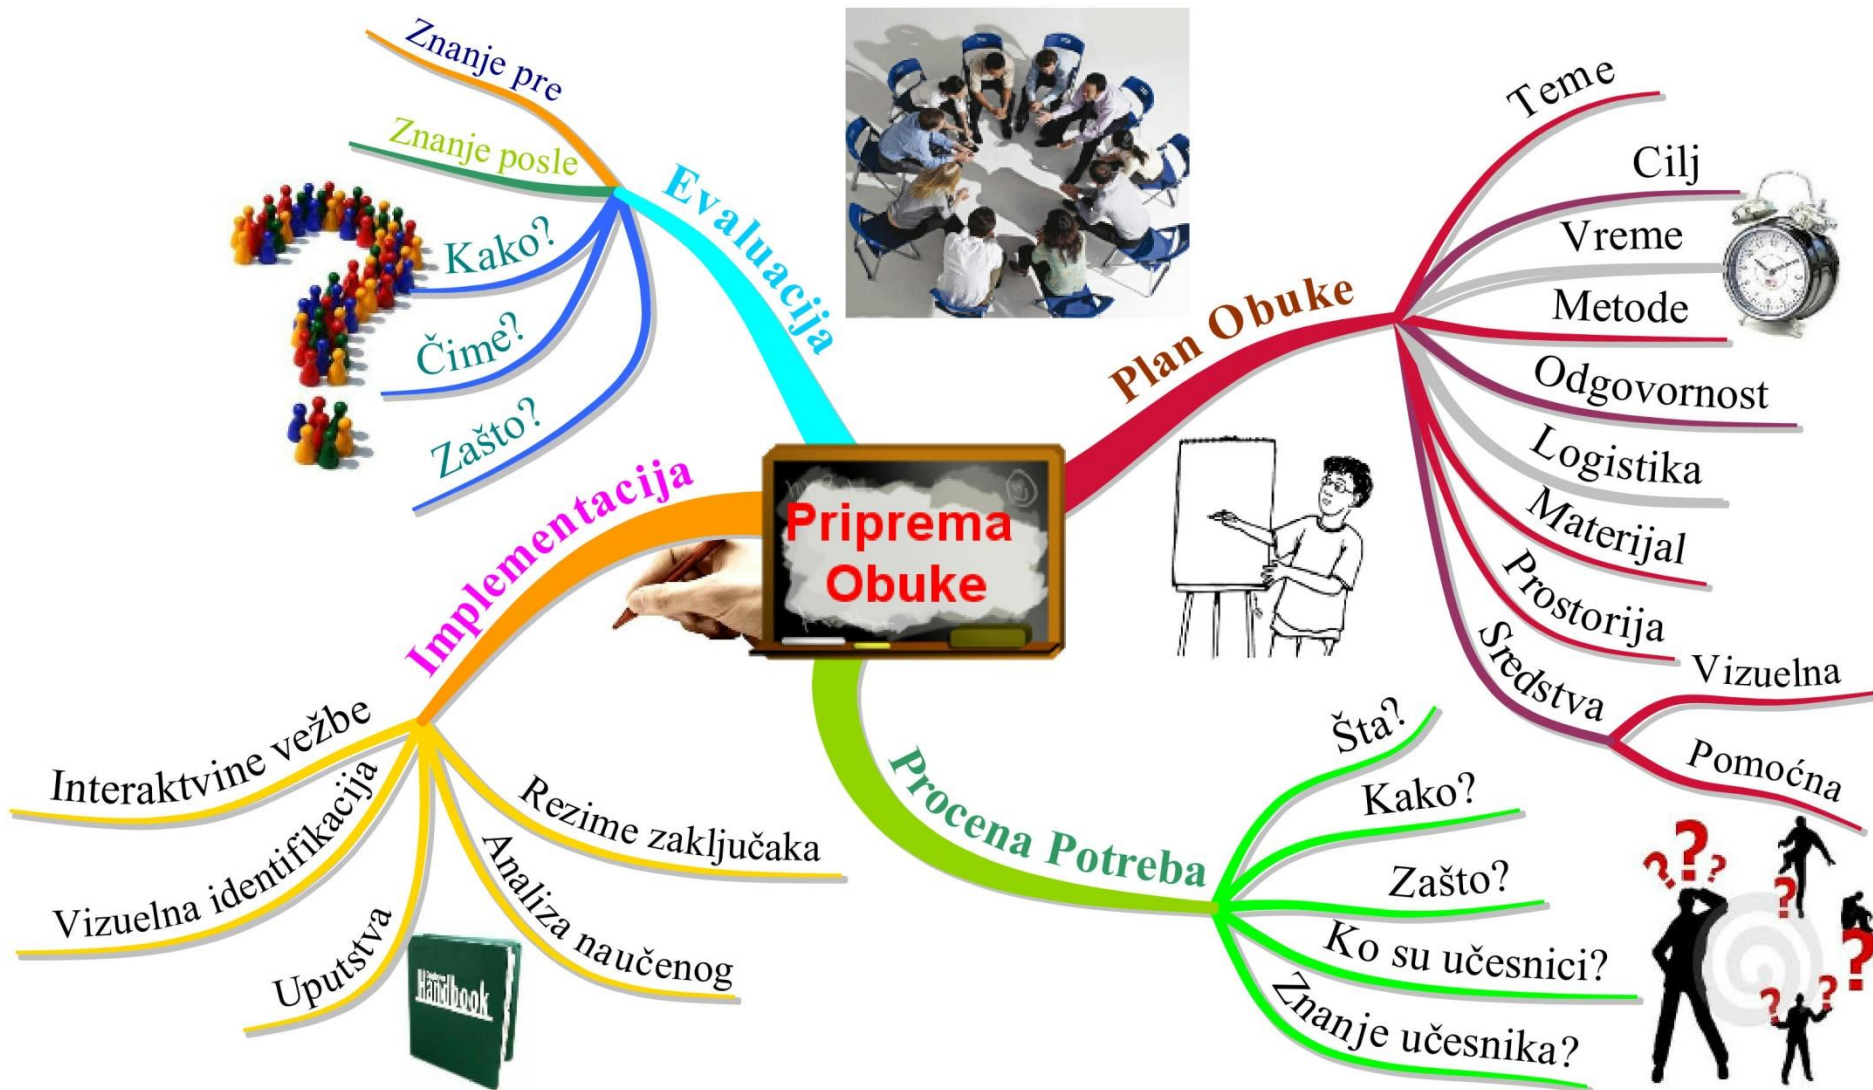 Priprema
Obuke
Plan Obuke
Teme
Cilj
Vreme
Metode
Odgovornost
Logistika
Materijal
Prostorija
Sredstva
Vizuelna
Pomoćna
Procena Potreba
Šta?
Kako?
Zašto?
Ko su učesnici?
Znanje učesnika?
Implementacija
Interaktvine vežbe
Vizuelna identifikacija
Uputstva
Analiza naučenog
Rezime zaključaka
Handbook
Evaluacija
Znanje pre
Znanje posle
Kako?
Čime?
Zašto?